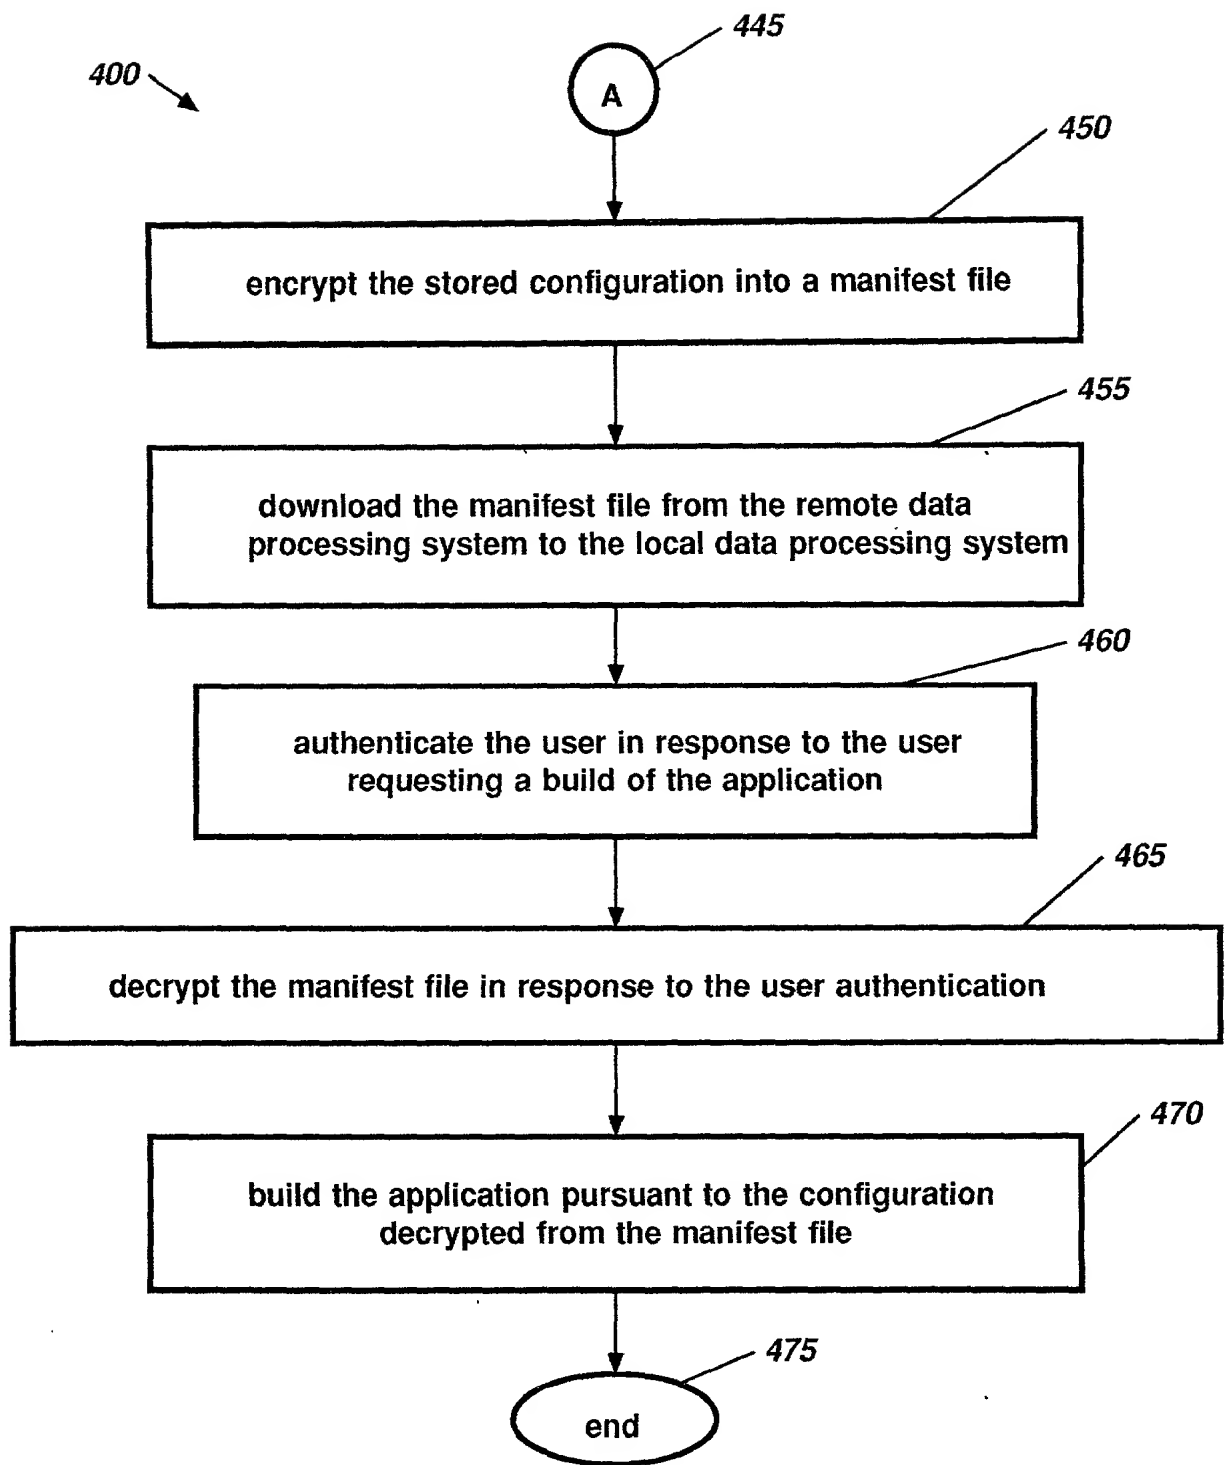 445
400
A
450
encrypt the stored configuration into a manifest file
455
download the manifest file from the remote data
processing system to the local data processing system
460
authenticate the user in response to the user
requesting a build of the application
465
decrypt the manifest file in response to the user authentication
470
build the application pursuant to the configuration
decrypted from the manifest file
475
end